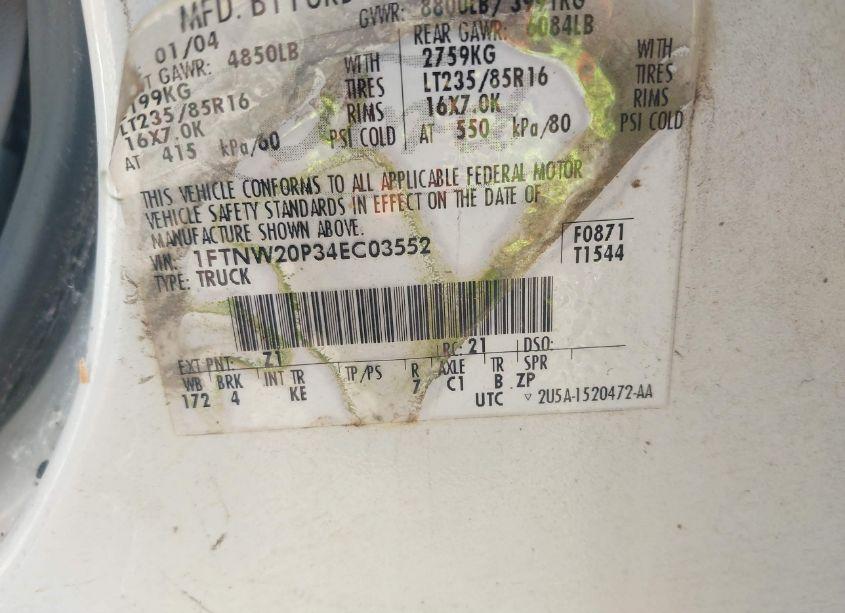 MFD. BY FORD
GVWR: 8800LB/ 3991KG
01/04
REAR GAWR: 6084LB
GAWR: 4850LB
WITH
TIRES
RIMS
PSI COLD
2759KG
WITH
TIRES
RIMS
PSI COLD
199KG
LT235/85R16
LT235/85R16
16X7.0K
16X7.0K
AT 415 kPa/60
AT 550 kPa/80
THIS VEHICLE CONFORMS TO ALL APPLICABLE FEDERAL MOTOR
VEHICLE SAFETY STANDARDS IN EFFECT ON THE DATE OF
MANUFACTURE SHOWN ABOVE.
VIN: 1FTNW20P34EC03552
TYPE: TRUCK
F0871
T1544
EXT PNT: Z1 RC: 21 DSO:
WB BRK INT TR TP/PS R AXLE TR SPR
172 4 KE 7 C1 B ZP
UTC ▽ 2U5A-1520472-AA